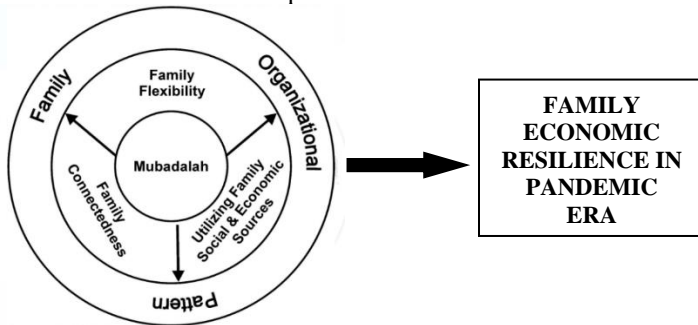 Family
Organizational
Pattern
Family
Flexibility
Mubadalah
Family
Connectedness
Utilizing Family
Social & Economic
Sources
FAMILY
ECONOMIC
RESILIENCE IN
PANDEMIC
ERA